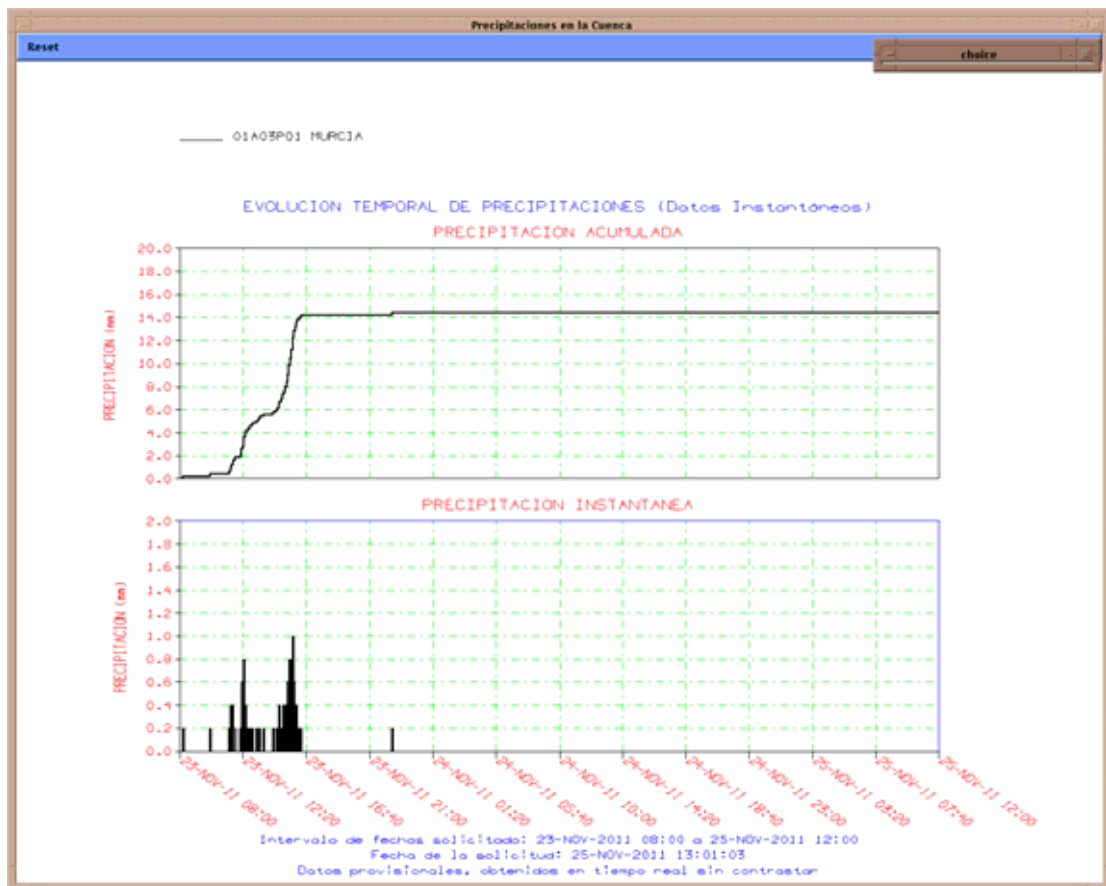 Precipitaciones en la Cuenca
Reset
choice
01A03P01 MURCIA
EVOLUCION TEMPORAL DE PRECIPITACIONES (Datos Instantáneos)
PRECIPITACION ACUMULADA
20.0
18.0
16.0
14.0
12.0
10.0
8.0
6.0
4.0
2.0
0.0
PRECIPITACION (mm)
PRECIPITACION INSTANTANEA
2.0
1.8
1.6
1.4
1.2
1.0
0.8
0.6
0.4
0.2
0.0
PRECIPITACION (mm)
23-NOV-11 08:00
23-NOV-11 12:20
23-NOV-11 16:40
23-NOV-11 21:00
24-NOV-11 01:20
24-NOV-11 05:40
24-NOV-11 10:00
24-NOV-11 14:20
24-NOV-11 18:40
24-NOV-11 23:00
25-NOV-11 03:20
25-NOV-11 07:40
25-NOV-11 12:00
Intervalo de fechas solicitado: 23-NOV-2011 08:00 a 25-NOV-2011 12:00
Fecha de la solicitud: 25-NOV-2011 13:01:03
Datos provisionales, obtenidos en tiempo real sin contrastar